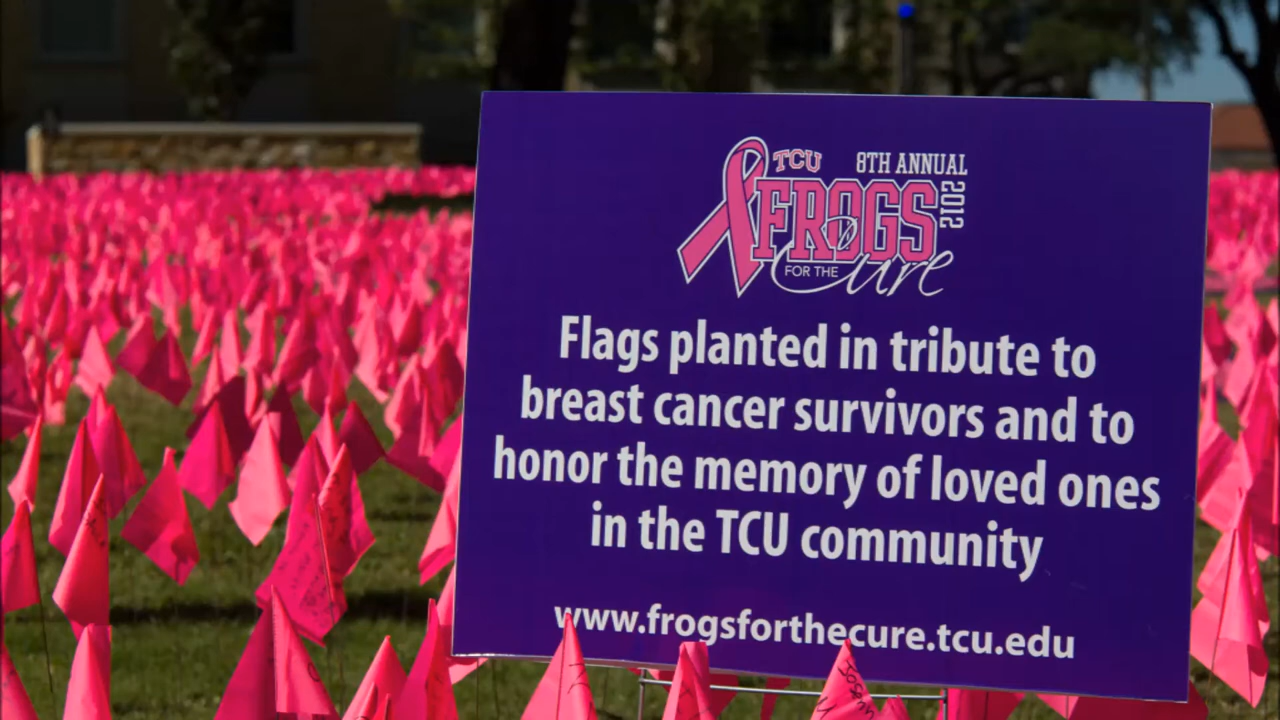 TCU 8TH ANNUAL
FROGS 2012
FOR THE Cure
Flags planted in tribute to
breast cancer survivors and to
honor the memory of loved ones
in the TCU community
www.frogsforthecure.tcu.edu